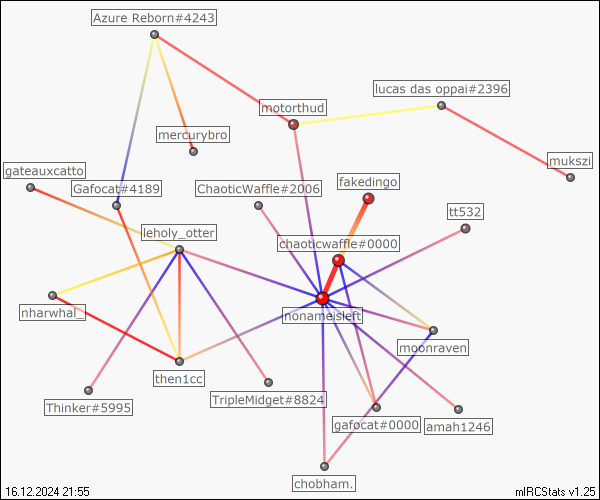 Azure Reborn#4243
lucas das oppai#2396
motorthud
mercurybro
mukszi
gateauxcatto
Gafocat#4189
ChaoticWaffle#2006
fakedingo
tt532
leholy_otter
chaoticwaffle#0000
nharwhal_
nonameisleft
moonraven
then1cc
Thinker#5995
TripleMidget#8824
gafocat#0000
amah1246
chobham.
16.12.2024 21:55
mIRCStats v1.25